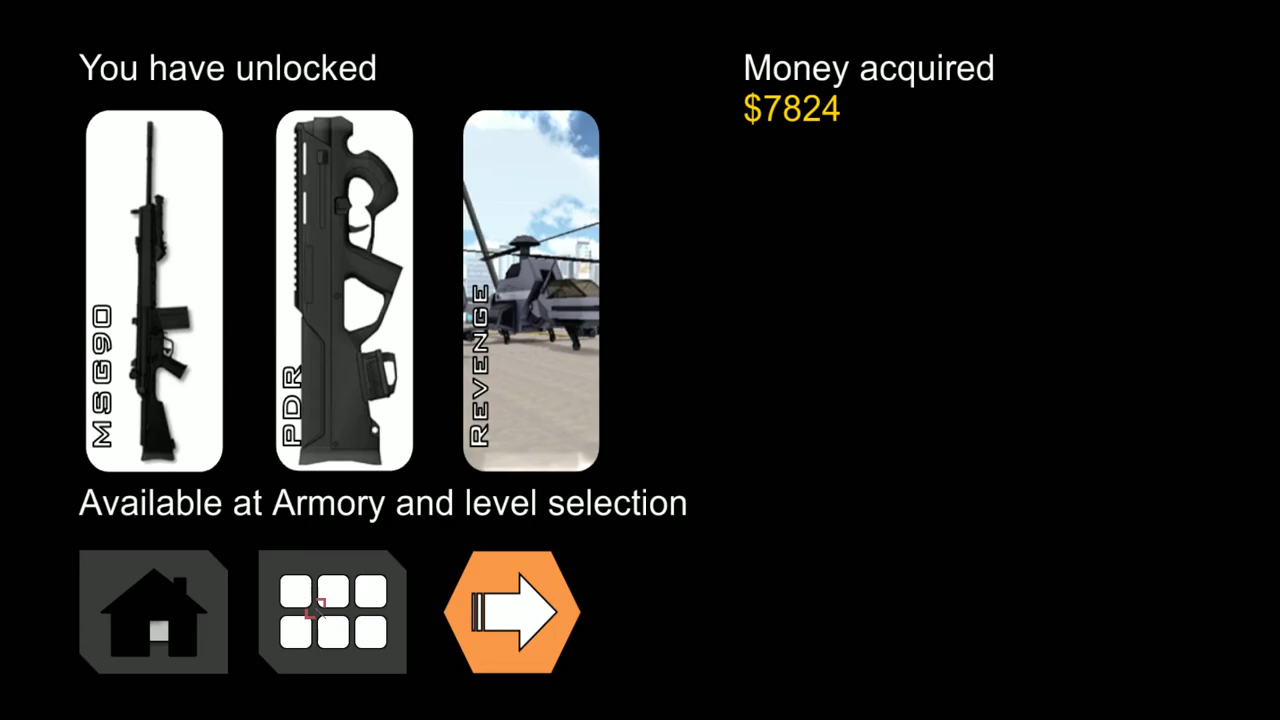 You have unlocked
Money acquired
$7824
MSG90
PDR
REVENGE
Available at Armory and level selection